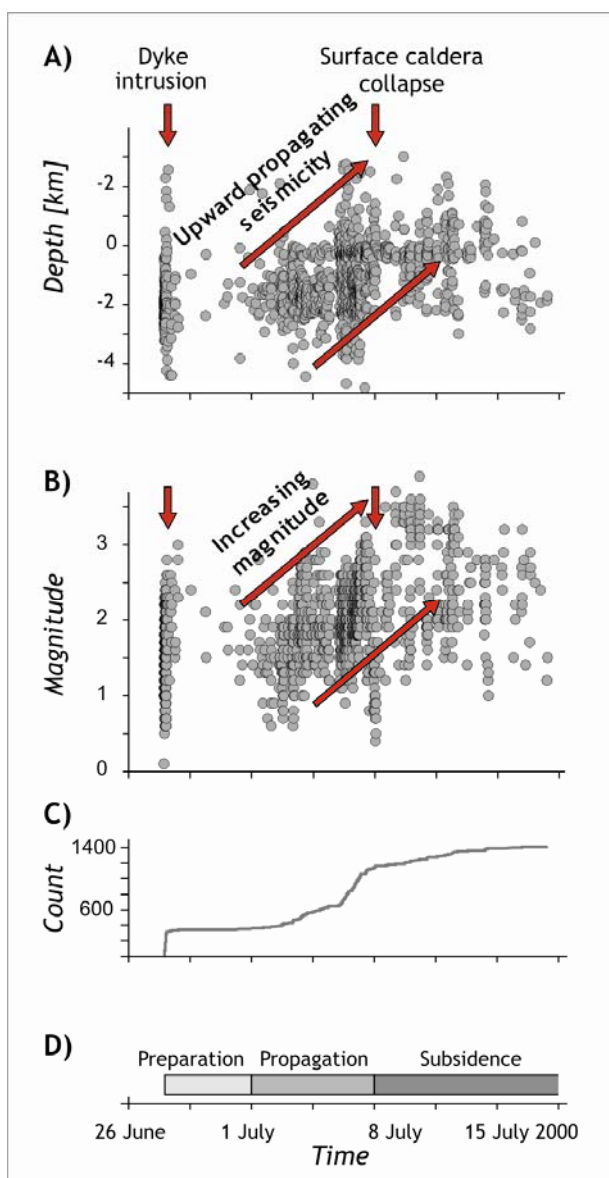 A)
Dyke
intrusion
Surface caldera
collapse
Upward propagating
seismicity
Depth [km]
-2
0
-2
-4
B)
Increasing
magnitude
Magnitude
3
2
1
0
C)
Count
1400
600
D)
Preparation
Propagation
Subsidence
26 June
1 July
8 July
15 July 2000
Time